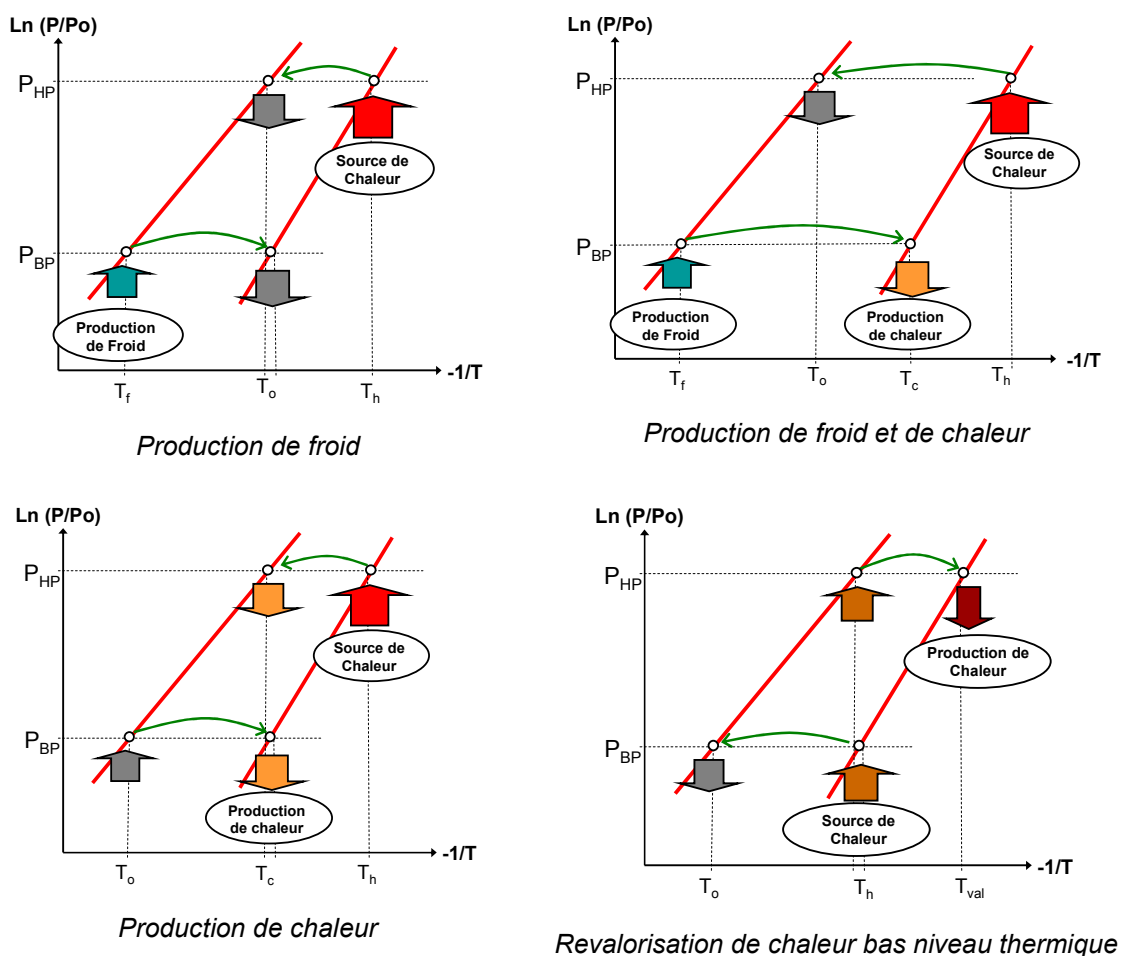 Ln (P/Po)
P_HP
Source de
Chaleur
P_BP
Production
de Froid
-1/T
T_f
T_o
T_h
Production de froid
Ln (P/Po)
P_HP
Source de
Chaleur
P_BP
Production
de Froid
Production
de chaleur
-1/T
T_f
T_o
T_c
T_h
Production de froid et de chaleur
Ln (P/Po)
P_HP
Source de
Chaleur
P_BP
Production
de chaleur
-1/T
T_o
T_c
T_h
Production de chaleur
Ln (P/Po)
P_HP
Production de
Chaleur
P_BP
Source de
Chaleur
-1/T
T_o
T_h
T_val
Revalorisation de chaleur bas niveau thermique